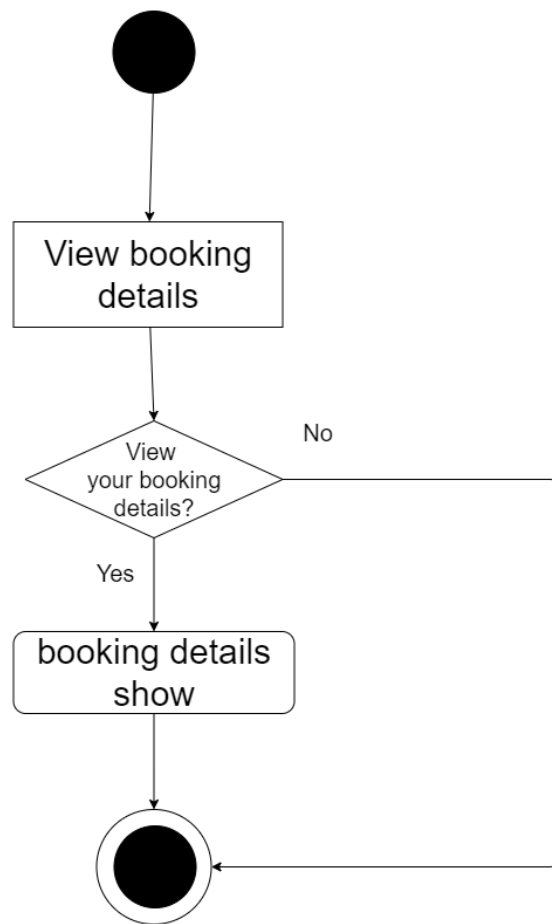 View booking
details
View
your booking
details?
No
Yes
booking details
show